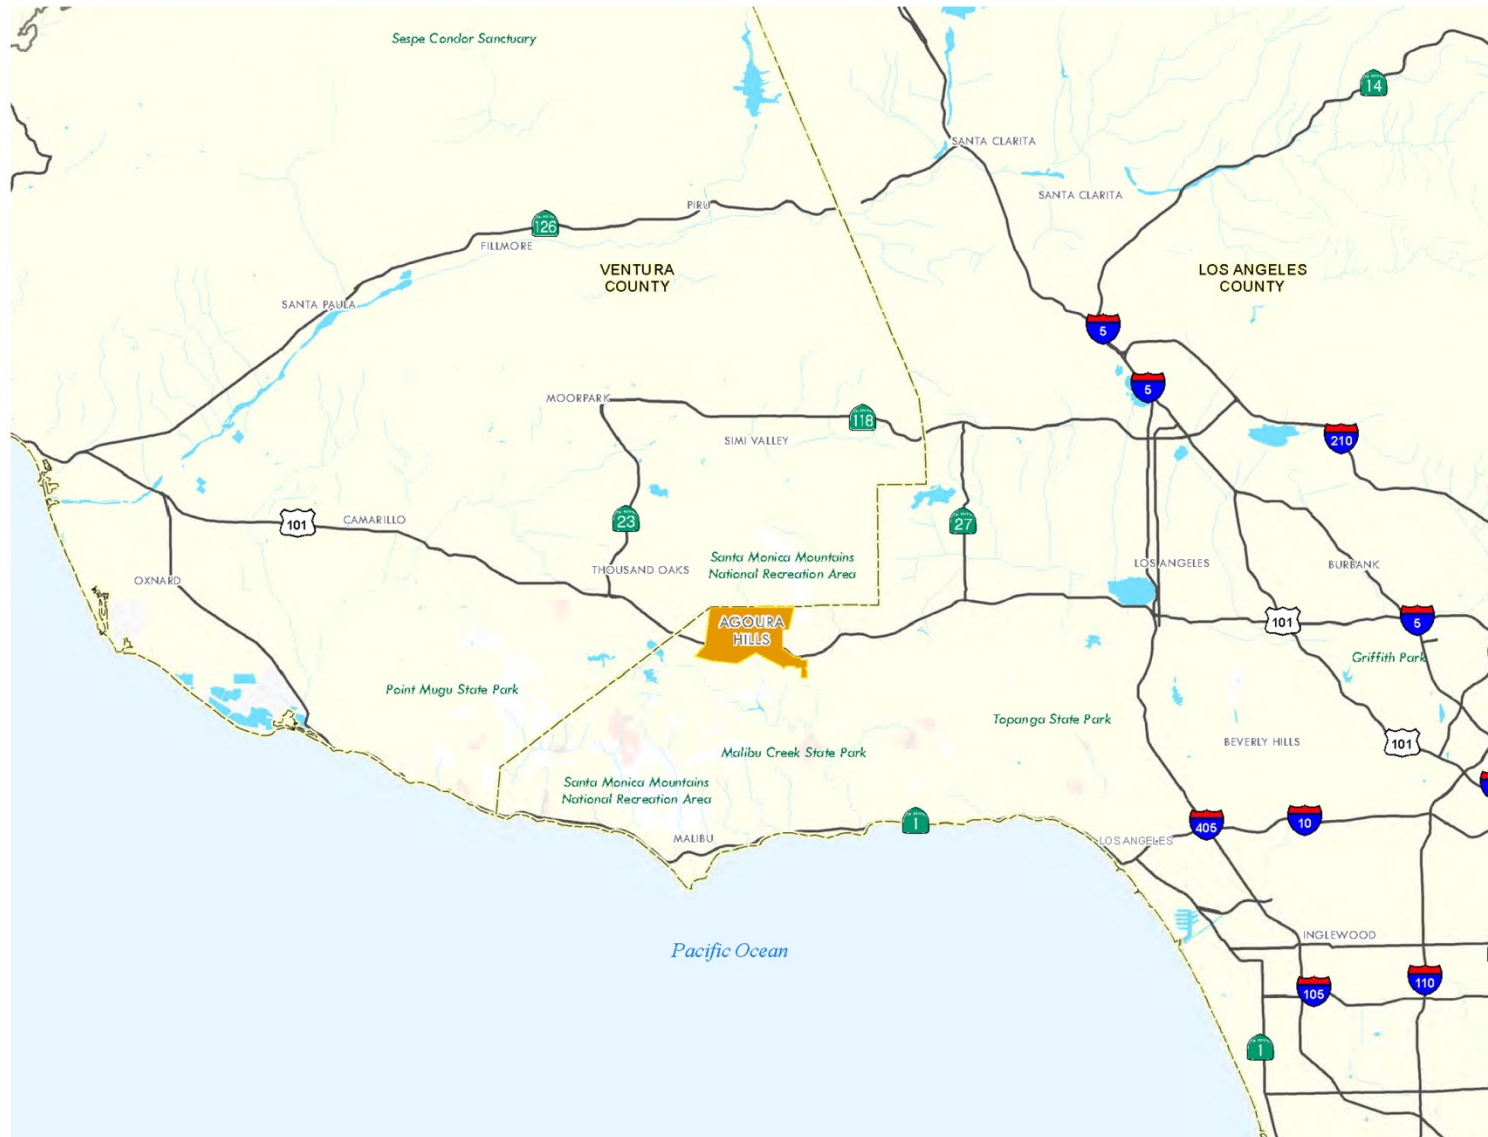 Sespe Condor Sanctuary
14
SANTA CLARITA
SANTA CLARITA
PIRU
126
FILLMORE
VENTURA
COUNTY
LOS ANGELES
COUNTY
SANTA PAULA
5
5
MOORPARK
118
SIMI VALLEY
210
101
CAMARILLO
23
27
Santa Monica Mountains
National Recreation Area
THOUSAND OAKS
LOS ANGELES
BURBANK
OXNARD
AGOURA
HILLS
101
5
Griffith Park
Point Mugu State Park
Topanga State Park
BEVERLY HILLS
101
Malibu Creek State Park
Santa Monica Mountains
National Recreation Area
1
405
10
MALIBU
LOS ANGELES
INGLEWOOD
Pacific Ocean
105
110
1